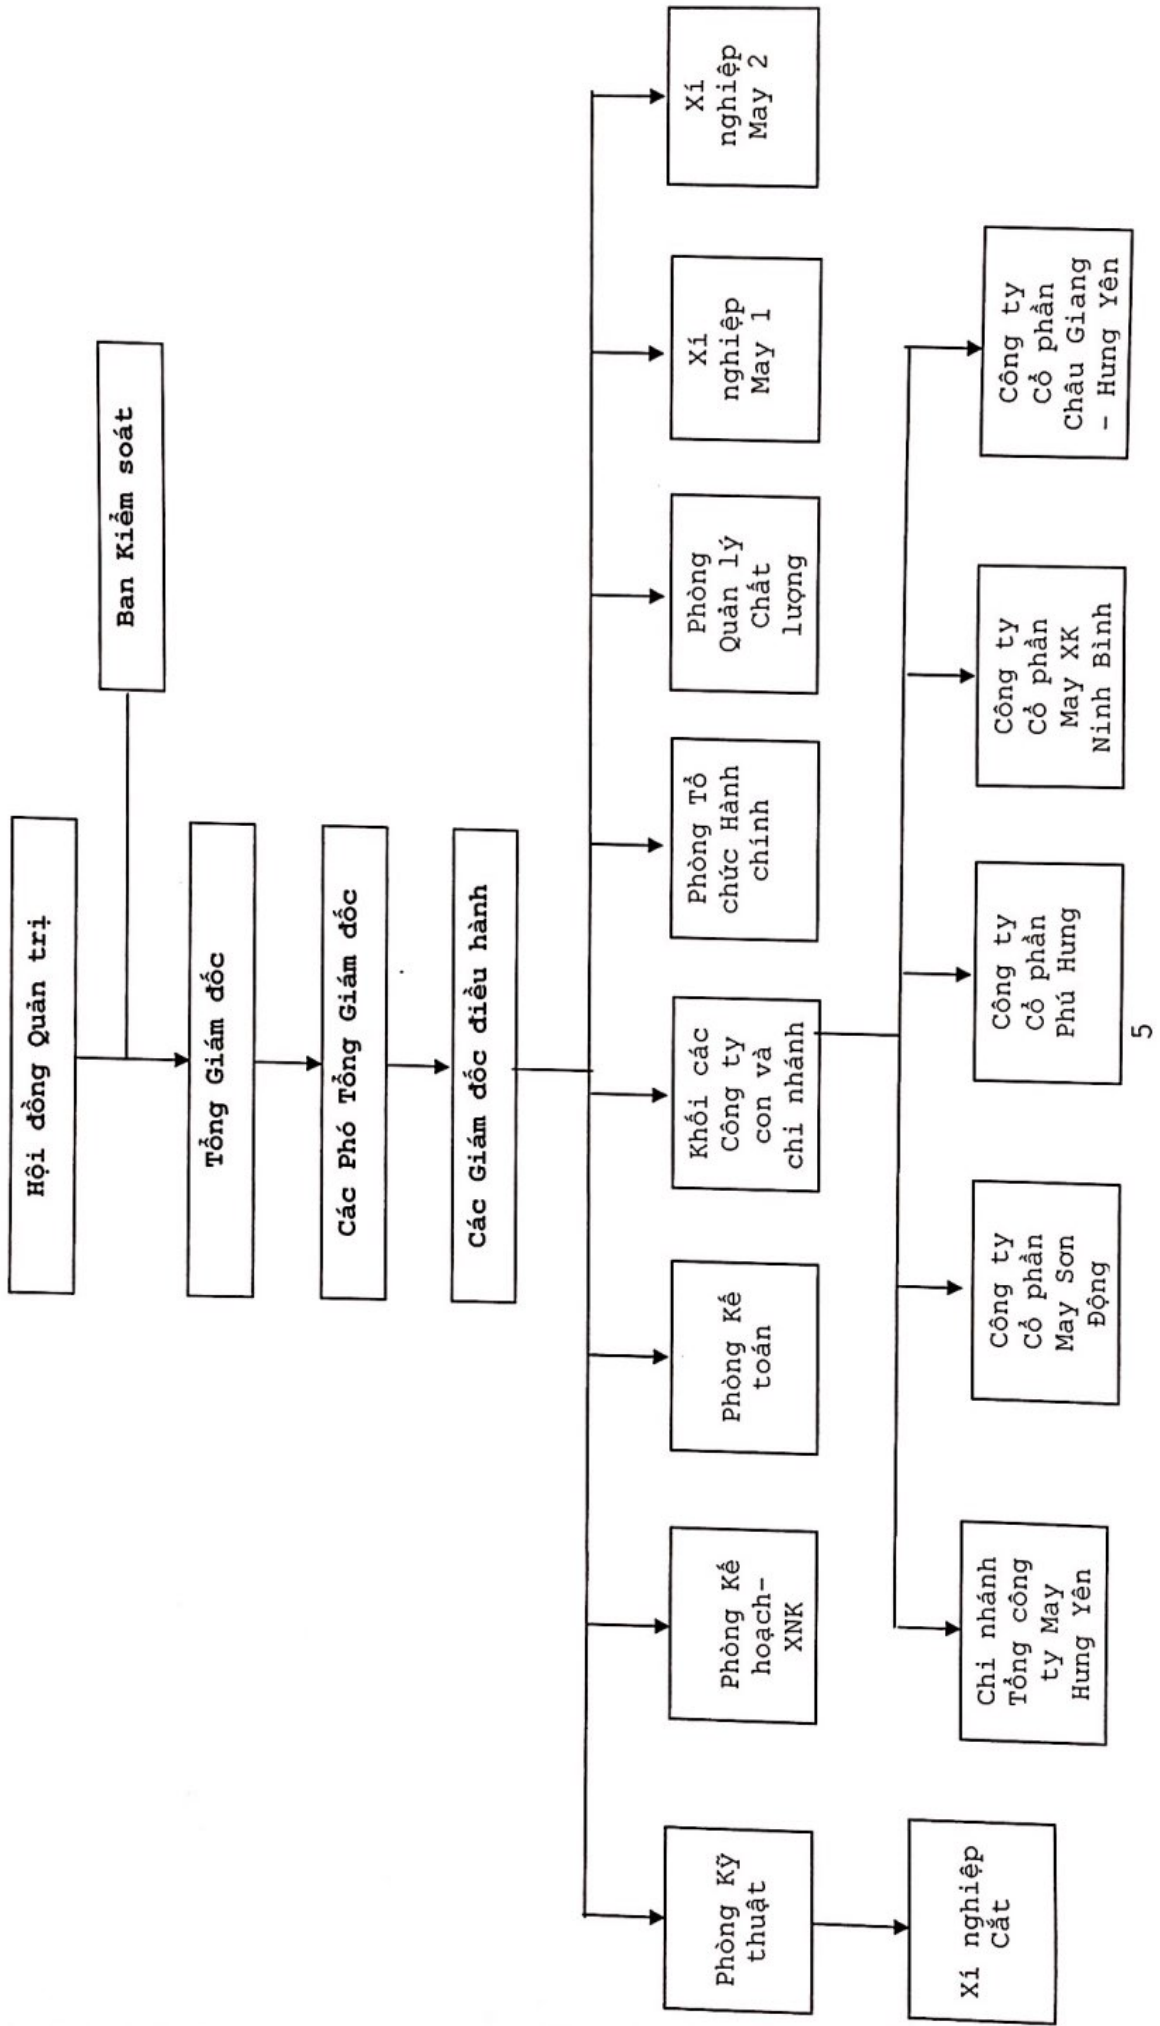 Hội đồng Quản trị
Ban Kiểm soát
Tổng Giám đốc
Các Phó Tổng Giám đốc
Các Giám đốc điều hành
Phòng Kỹ
thuật
Phòng Kế
hoạch-
XNK
Phòng Kế
toán
Khối các
Công ty
con và
chi nhánh
Phòng Tổ
chức Hành
chính
Phòng
Quản lý
Chất
lượng
Xí
nghiệp
May 1
Xí
nghiệp
May 2
Xí nghiệp
Cắt
Chi nhánh
Tổng công
ty May
Hưng Yên
Công ty
Cổ phần
May Sơn
Động
Công ty
Cổ phần
Phú Hưng
Công ty
Cổ phần
May XK
Ninh Bình
Công ty
Cổ phần
Châu Giang
- Hưng Yên
5